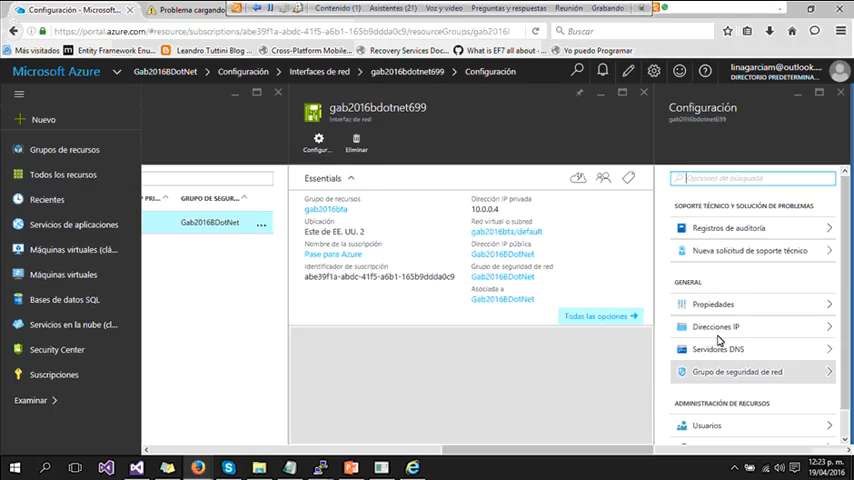 Configuración - Microsoft Az...
Problema cargando
Contenido (1)
Asistentes (21)
Voz y video
Preguntas y respuestas
Reunión
Grabando
https://portal.azure.com/#resource/subscriptions/abe39f1a-abdc-41f5-a6b1-165b9ddda0c9/resourceGroups/gab2016bta
Buscar
Más visitados
Entity Framework Enu...
Leandro Tuttini Blog
Cross-Platform Mobile...
Recovery Services Doc...
What is EF7 all about -...
Yo puedo Programar
Microsoft Azure
Gab2016BDotNet
Configuración
Interfaces de red
gab2016bdotnet699
Configuración
linagarciam@outlook....
DIRECTORIO PREDETERMINA...
Nuevo
Grupos de recursos
Todos los recursos
Recientes
Servicios de aplicaciones
Máquinas virtuales (clá...
Máquinas virtuales
Bases de datos SQL
Servicios en la nube (cl...
Security Center
Suscripciones
Examinar
P PRI...
GRUPO DE SEGUR...
Gab2016BDotNet
...
gab2016bdotnet699
Interfaz de red
Configur...
Eliminar
Essentials
Grupo de recursos
gab2016bta
Ubicación
Este de EE. UU. 2
Nombre de la suscripción
Pase para Azure
Identificador de suscripción
abe39f1a-abdc-41f5-a6b1-165b9ddda0c9
Dirección IP privada
10.0.0.4
Red virtual o subred
gab2016bta/default
Dirección IP pública
Gab2016BDotNet
Grupo de seguridad de red
Gab2016BDotNet
Asociada a
Gab2016BDotNet
Todas las opciones
Configuración
gab2016bdotnet699
Opciones de búsqueda
SOPORTE TÉCNICO Y SOLUCIÓN DE PROBLEMAS
Registros de auditoría
Nueva solicitud de soporte técnico
GENERAL
Propiedades
Direcciones IP
Servidores DNS
Grupo de seguridad de red
ADMINISTRACIÓN DE RECURSOS
Usuarios
12:23 p. m.
19/04/2016